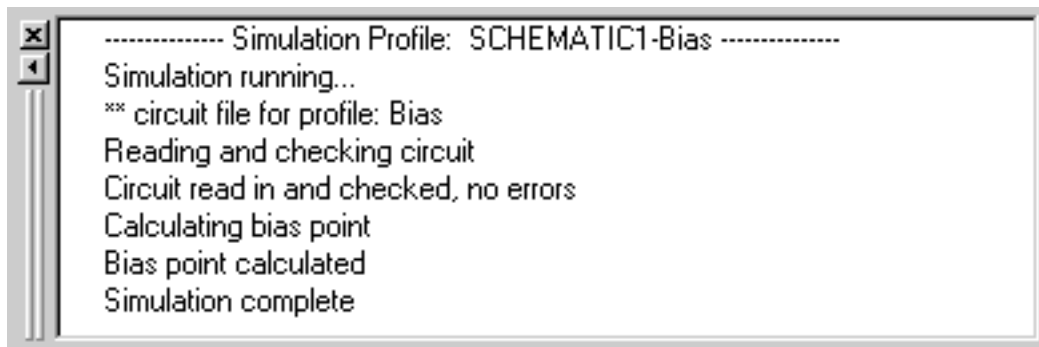 --------------- Simulation Profile:  SCHEMATIC1-Bias ---------------
Simulation running...
** circuit file for profile: Bias
Reading and checking circuit
Circuit read in and checked, no errors
Calculating bias point
Bias point calculated
Simulation complete